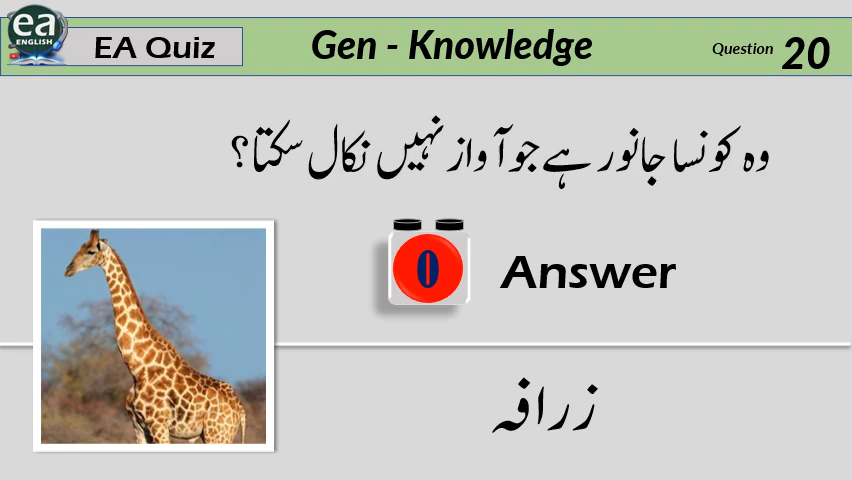 ea
ENGLISH
EA Quiz
Gen - Knowledge
Question 20
وہ کونسا جانور ہے جو آواز نہیں نکال سکتا؟
0
Answer
زرافہ